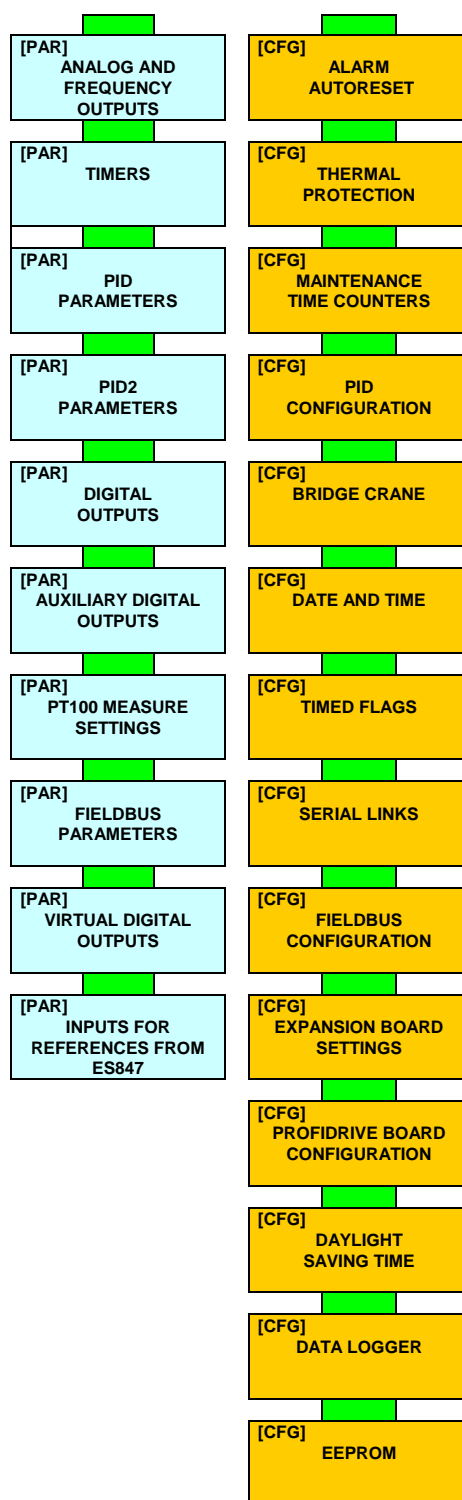 [PAR]
ANALOG AND
FREQUENCY
OUTPUTS
[PAR]
TIMERS
[PAR]
PID
PARAMETERS
[PAR]
PID2
PARAMETERS
[PAR]
DIGITAL
OUTPUTS
[PAR]
AUXILIARY DIGITAL
OUTPUTS
[PAR]
PT100 MEASURE
SETTINGS
[PAR]
FIELDBUS
PARAMETERS
[PAR]
VIRTUAL DIGITAL
OUTPUTS
[PAR]
INPUTS FOR
REFERENCES FROM
ES847
[CFG]
ALARM
AUTORESET
[CFG]
THERMAL
PROTECTION
[CFG]
MAINTENANCE
TIME COUNTERS
[CFG]
PID
CONFIGURATION
[CFG]
BRIDGE CRANE
[CFG]
DATE AND TIME
[CFG]
TIMED FLAGS
[CFG]
SERIAL LINKS
[CFG]
FIELDBUS
CONFIGURATION
[CFG]
EXPANSION BOARD
SETTINGS
[CFG]
PROFIDRIVE BOARD
CONFIGURATION
[CFG]
DAYLIGHT
SAVING TIME
[CFG]
DATA LOGGER
[CFG]
EEPROM